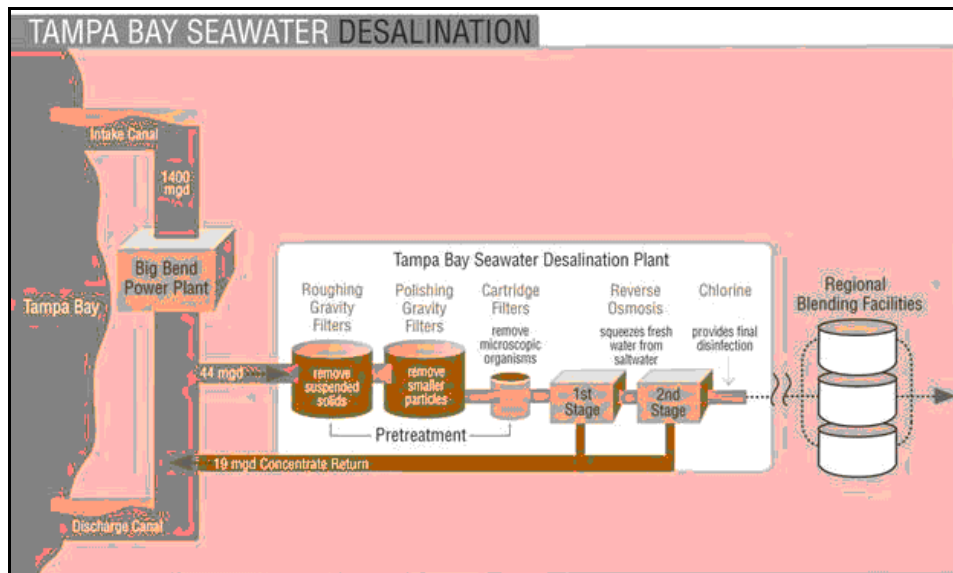 TAMPA BAY SEAWATER DESALINATION
Intake Canal
1400
mgd
Big Bend
Power Plant
Tampa Bay
44 mgd
Tampa Bay Seawater Desalination Plant
Roughing
Gravity
Filters
remove
suspended
solids
Polishing
Gravity
Filters
remove
smaller
particles
Cartridge
Filters
remove
microscopic
organisms
Pretreatment
Reverse
Osmosis
squeezes fresh
water from
saltwater
1st
Stage
2nd
Stage
Chlorine
provides final
disinfection
Regional
Blending Facilities
19 mgd Concentrate Return
Discharge Canal